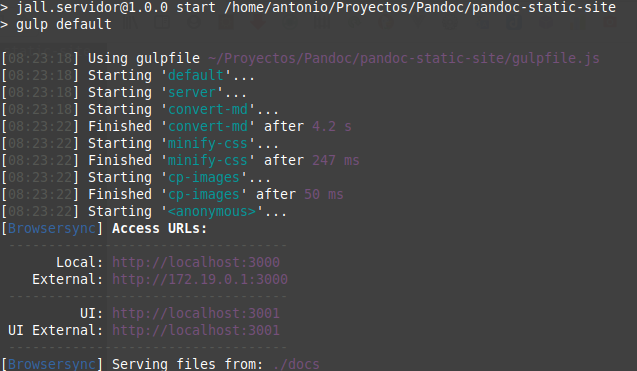 > jall.servidor@1.0.0 start /home/antonio/Proyectos/Pandoc/pandoc-static-site
> gulp default
[08:23:18] Using gulpfile ~/Proyectos/Pandoc/pandoc-static-site/gulpfile.js
[08:23:18] Starting 'default'...
[08:23:18] Starting 'server'...
[08:23:18] Starting 'convert-md'...
[08:23:22] Finished 'convert-md' after 4.2 s
[08:23:22] Starting 'minify-css'...
[08:23:22] Finished 'minify-css' after 247 ms
[08:23:22] Starting 'cp-images'...
[08:23:22] Finished 'cp-images' after 50 ms
[08:23:22] Starting '<anonymous>'...
[Browsersync] Access URLs:
--------------------------------------
Local: http://localhost:3000
External: http://172.19.0.1:3000
--------------------------------------
UI: http://localhost:3001
UI External: http://localhost:3001
--------------------------------------
[Browsersync] Serving files from: ./docs